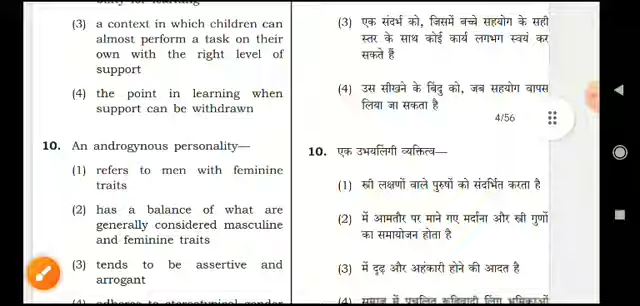 (3) a context in which children can
almost perform a task on their
own with the right level of
support
(4) the point in learning when
support can be withdrawn
10. An androgynous personality—
(1) refers to men with feminine
traits
(2) has a balance of what are
generally considered masculine
and feminine traits
(3) tends to be assertive and
arrogant
(3) एक संदर्भ को, जिसमें बच्चे सहयोग के सही
स्तर के साथ कोई कार्य लगभग स्वयं कर
सकते हैं
(4) उस सीखने के बिंदु को, जब सहयोग वापस
लिया जा सकता है
4/56
10. एक उभयलिंगी व्यक्तित्व—
(1) स्त्री लक्षणों वाले पुरुषों को संदर्भित करता है
(2) में आमतौर पर माने गए मर्दाना और स्त्री गुणों
का समायोजन होता है
(3) में दृढ़ और अहंकारी होने की आदत है
(4) समाज में प्रचलित रूढ़िवादी लिंग भूमिकाओं